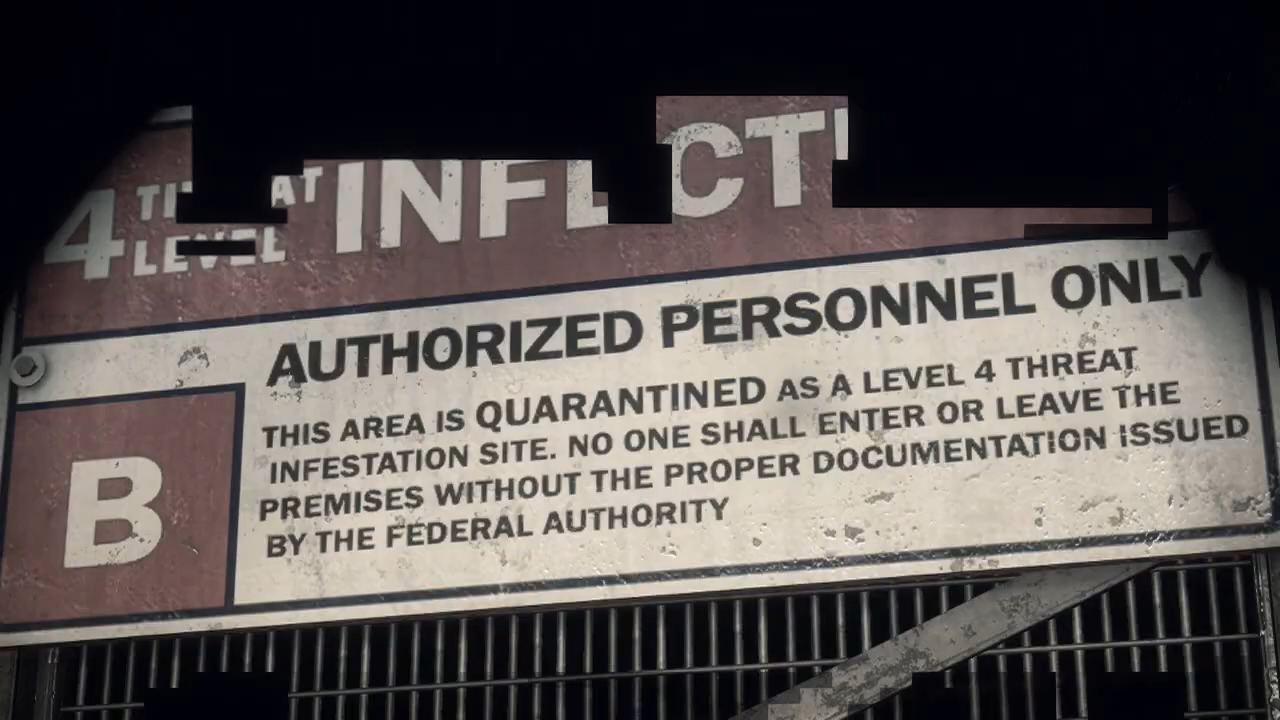 4
LEVEL
AUTHORIZED PERSONNEL ONLY
B
THIS AREA IS QUARANTINED AS A LEVEL 4 THREAT
INFESTATION SITE. NO ONE SHALL ENTER OR LEAVE THE
PREMISES WITHOUT THE PROPER DOCUMENTATION ISSUED
BY THE FEDERAL AUTHORITY